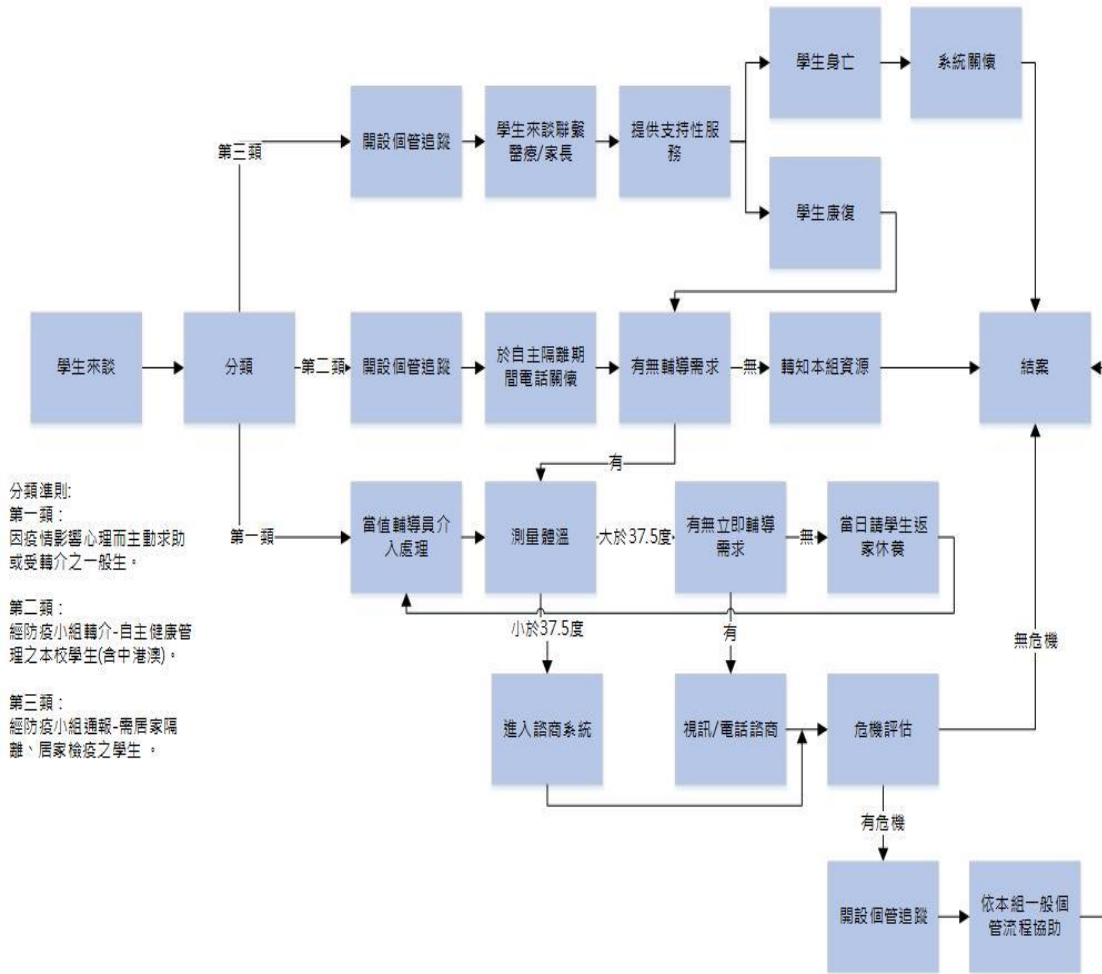 學生身亡
系統關懷
開設個管追蹤
學生來談聯繫
醫療/家長
提供支持性服
務
第三類
學生康復
學生來談
分類
第二類
開設個管追蹤
於自主隔離期
間電話關懷
有無輔導需求
無
轉知本組資源
結案
有
分類準則:
第一類：
因疫情影響心理而主動求助
或受轉介之一般生。
第二類：
經防疫小組轉介-自主健康管
理之本校學生(含中港澳)。
第三類：
經防疫小組通報-需居家隔
離、居家檢疫之學生 。
第一類
當值輔導員介
入處理
測量體溫
大於37.5度
有無立即輔導
需求
無
當日請學生返
家休養
小於37.5度
有
無危機
進入諮商系統
視訊/電話諮商
危機評估
有危機
開設個管追蹤
依本組一般個
管流程協助